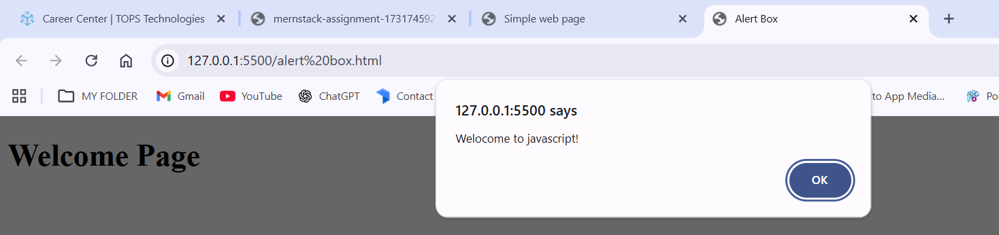 Career Center | TOPS Technologies
mernstack-assignment-173174592
Simple web page
Alert Box
127.0.0.1:5500/alert%20box.html
MY FOLDER
Gmail
YouTube
ChatGPT
Contact
to App Media...
Po
127.0.0.1:5500 says
Welocome to javascript!
OK
Welcome Page